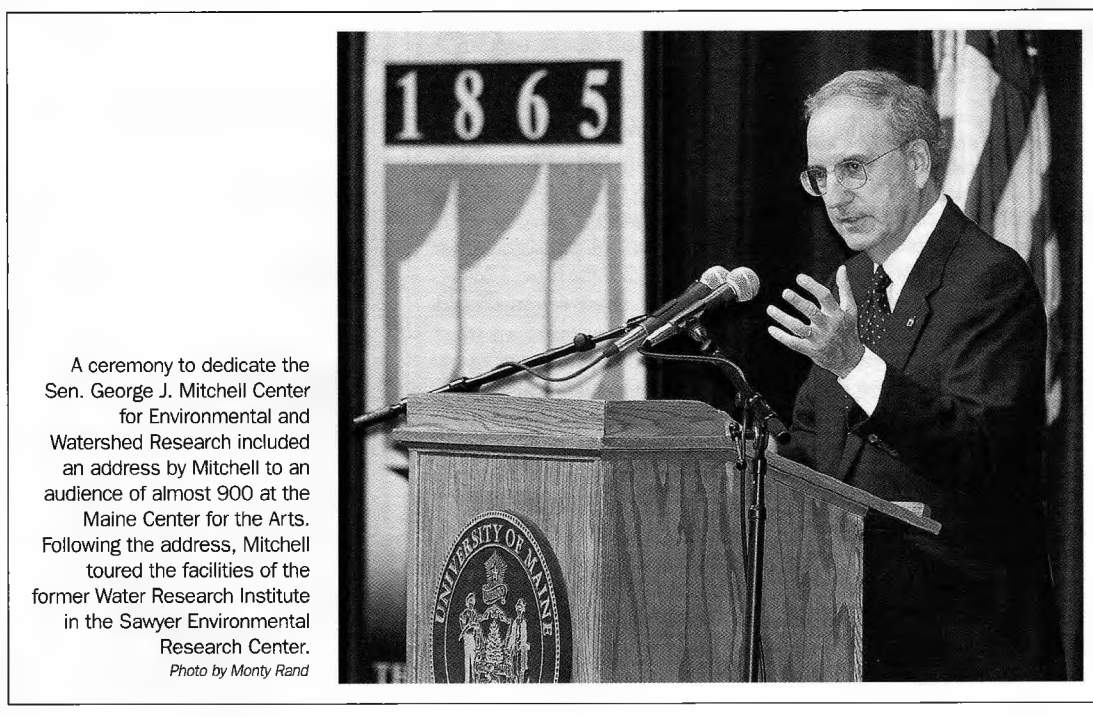 A ceremony to dedicate the
Sen. George J. Mitchell Center
for Environmental and
Watershed Research included
an address by Mitchell to an
audience of almost 900 at the
Maine Center for the Arts.
Following the address, Mitchell
toured the facilities of the
former Water Research Institute
in the Sawyer Environmental
Research Center.
Photo by Monty Rand
1865
UNIVERSITY OF MAINE